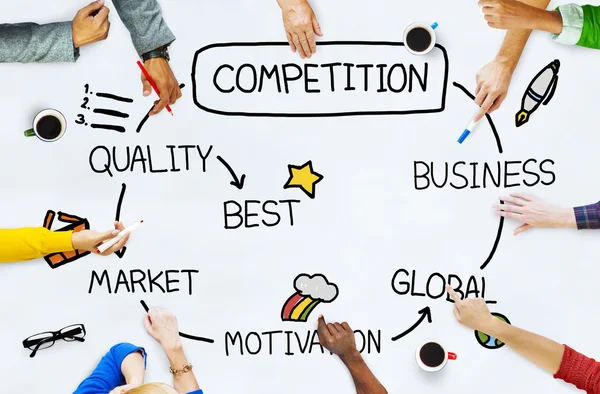 COMPETITION
1.
2.
3.
QUALITY
BEST
BUSINESS
MARKET
GLOBAL
MOTIVATION